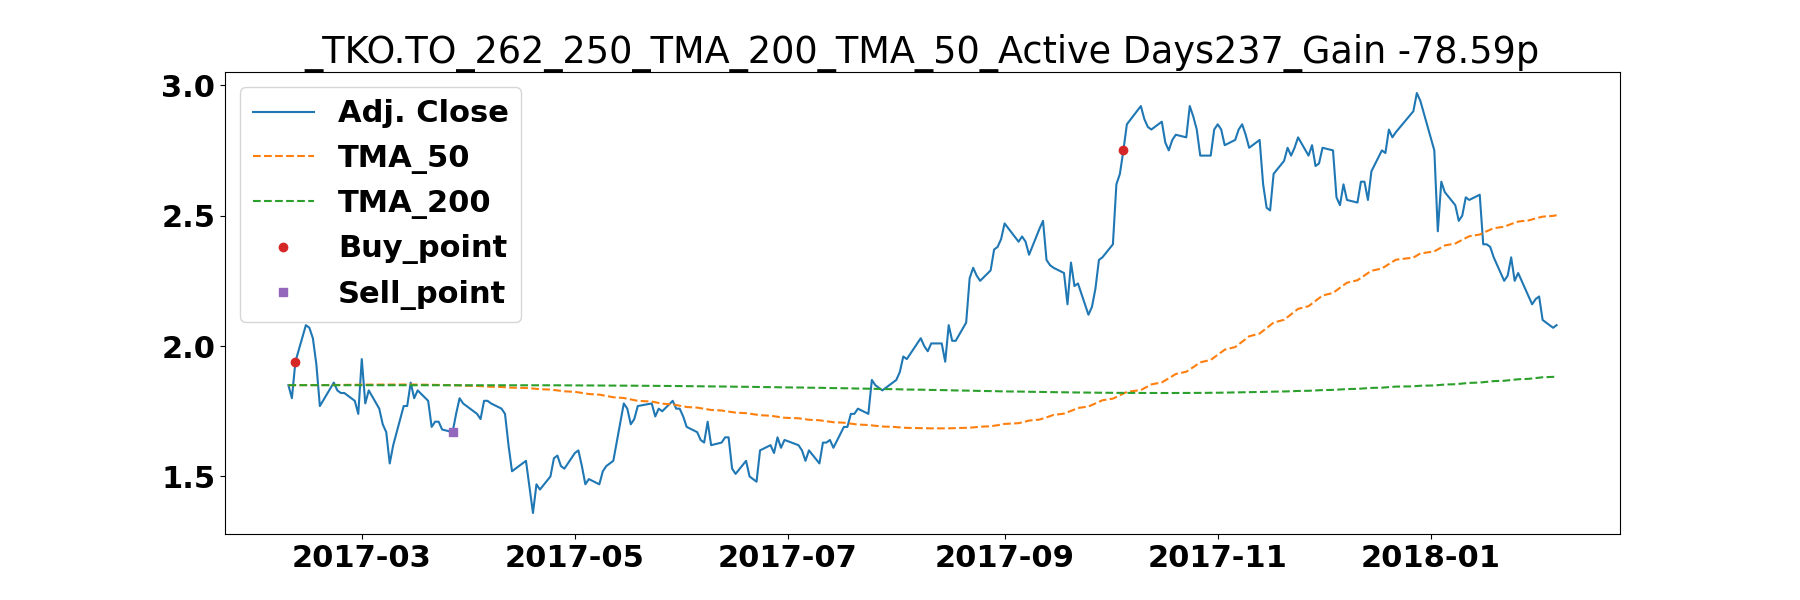 _TKO.TO_262_250_TMA_200_TMA_50_Active Days237_Gain -78.59p
3.0
2.5
2.0
1.5
Adj. Close
TMA_50
TMA_200
Buy_point
Sell_point
2017-03 2017-05 2017-07 2017-09 2017-11 2018-01